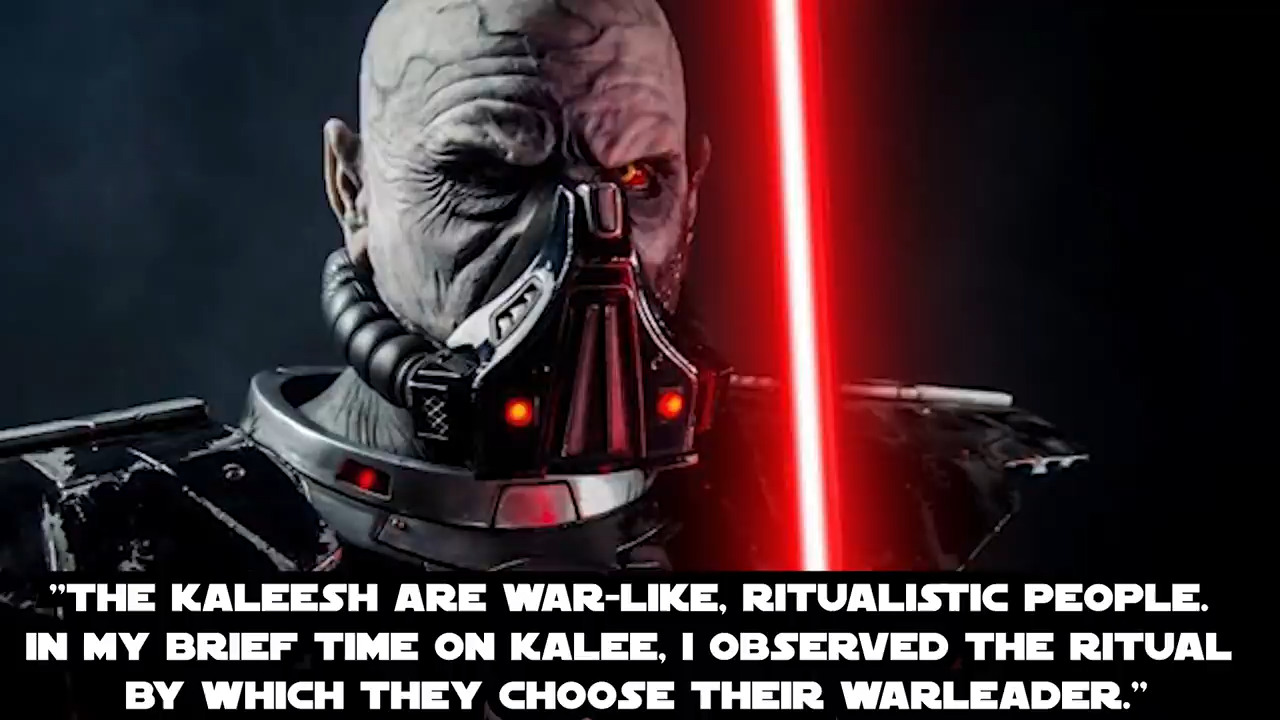 "THE KALEESH ARE WAR-LIKE, RITUALISTIC PEOPLE.
IN MY BRIEF TIME ON KALEE, I OBSERVED THE RITUAL
BY WHICH THEY CHOOSE THEIR WARLEADER."